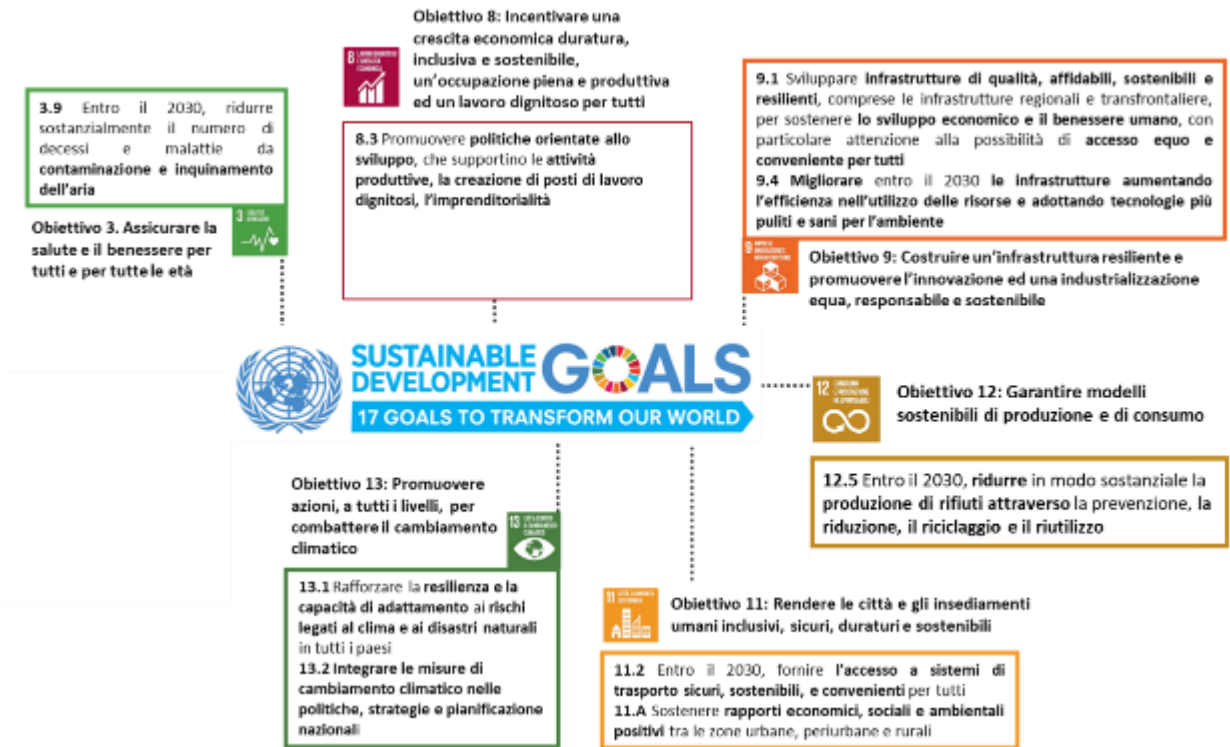 Obiettivo 8: Incentivare una
crescita economica duratura,
inclusiva e sostenibile,
un'occupazione piena e produttiva
ed un lavoro dignitoso per tutti
8
8.3 Promuovere politiche orientate allo
sviluppo, che supportino le attività
produttive, la creazione di posti di lavoro
dignitosi, l'imprenditorialità
3.9 Entro il 2030, ridurre
sostanzialmente il numero di
decessi e malattie da
contaminazione e inquinamento
dell'aria
Obiettivo 3. Assicurare la
salute e il benessere per
tutti e per tutte le età
3
9.1 Sviluppare infrastrutture di qualità, affidabili, sostenibili e
resilienti, comprese le infrastrutture regionali e transfrontaliere,
per sostenere lo sviluppo economico e il benessere umano, con
particolare attenzione alla possibilità di accesso equo e
conveniente per tutti
9.4 Migliorare entro il 2030 le infrastrutture aumentando
l'efficienza nell'utilizzo delle risorse e adottando tecnologie più
puliti e sani per l'ambiente
9
Obiettivo 9: Costruire un'infrastruttura resiliente e
promuovere l'innovazione ed una industrializzazione
equa, responsabile e sostenibile
SUSTAINABLE
DEVELOPMENT
GOALS
17 GOALS TO TRANSFORM OUR WORLD
12
Obiettivo 12: Garantire modelli
sostenibili di produzione e di consumo
12.5 Entro il 2030, ridurre in modo sostanziale la
produzione di rifiuti attraverso la prevenzione, la
riduzione, il riciclaggio e il riutilizzo
Obiettivo 13: Promuovere
azioni, a tutti i livelli, per
combattere il cambiamento
climatico
13
13.1 Rafforzare la resilienza e la
capacità di adattamento ai rischi
legati al clima e ai disastri naturali
in tutti i paesi
13.2 Integrare le misure di
cambiamento climatico nelle
politiche, strategie e pianificazione
nazionali
11
Obiettivo 11: Rendere le città e gli insediamenti
umani inclusivi, sicuri, duraturi e sostenibili
11.2 Entro il 2030, fornire l'accesso a sistemi di
trasporto sicuri, sostenibili, e convenienti per tutti
11.A Sostenere rapporti economici, sociali e ambientali
positivi tra le zone urbane, periurbane e rurali